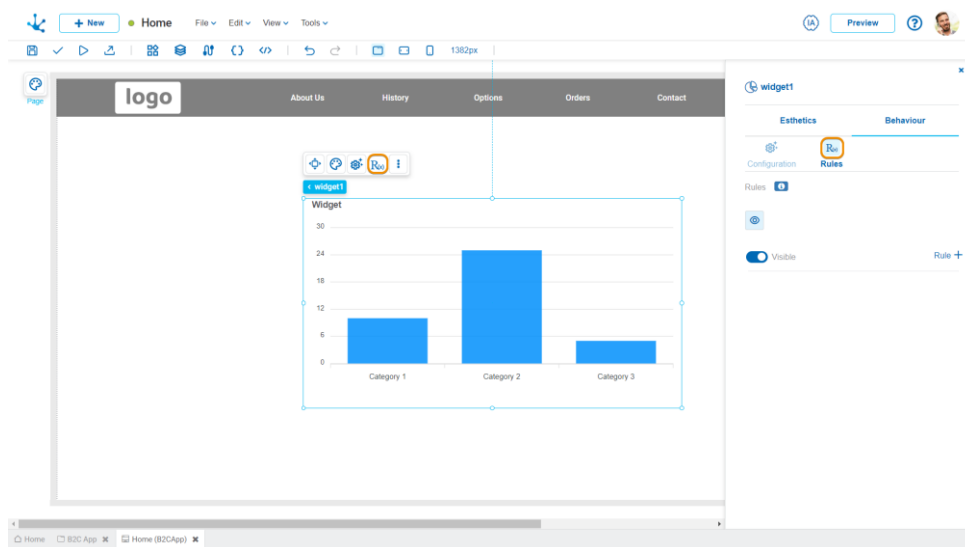 + New Home File Edit View Tools IA Preview ?
1382px
Page
logo About Us History Options Orders Contact
widget1
Widget
30
24
18
12
6
0
Category 1 Category 2 Category 3
widget1
Esthetics Behaviour
Configuration Rules
Rules
Visible Rule +
Home B2C App Home (B2CApp)